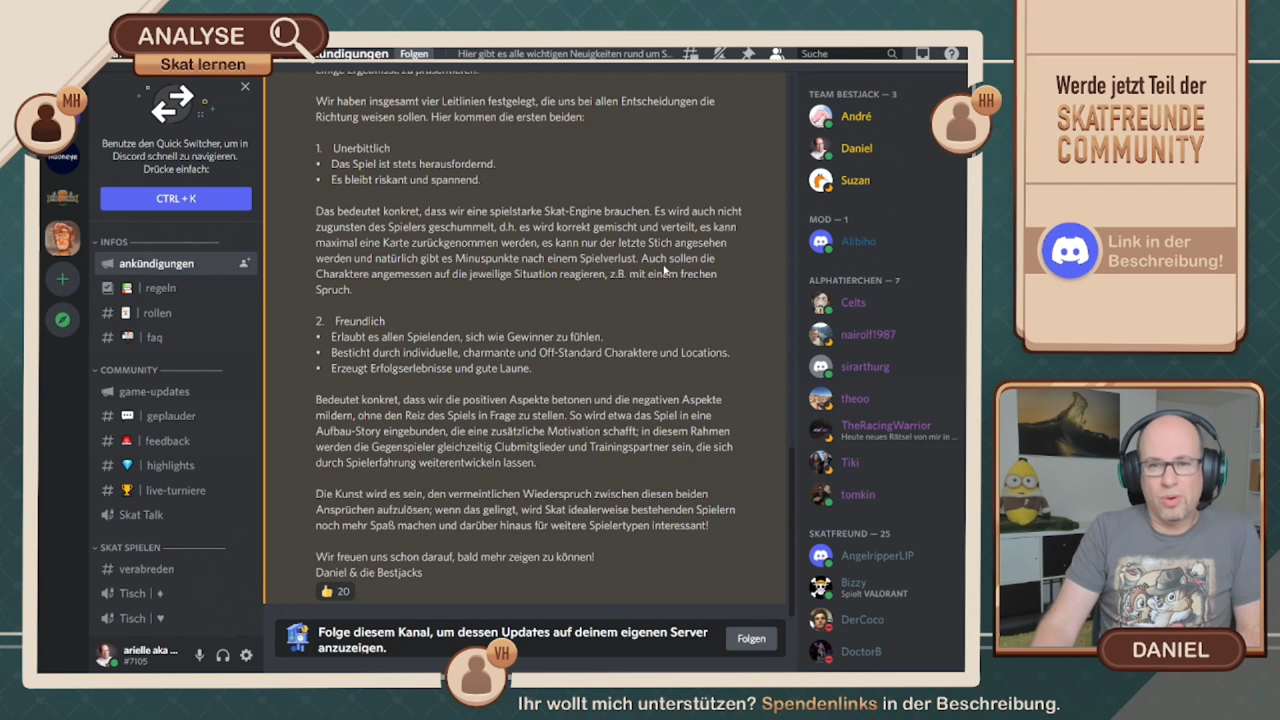 ANALYSE
Skat lernen
MH
HH
VH
ankündigungen
Folgen
Hier gibt es alle wichtigen Neuigkeiten rund um S...
Suche
Benutze den Quick Switcher, um in
Discord schnell zu navigieren.
Drücke einfach:
CTRL + K
INFOS
ankündigungen
regeln
rollen
faq
COMMUNITY
game-updates
geplauder
feedback
highlights
live-turniere
Skat Talk
SKAT SPIELEN
verabreden
Tisch | ♦
Tisch | ♥
arielle aka ...
#7105
einige Ergebnisse zu präsentieren.
Wir haben insgesamt vier Leitlinien festgelegt, die uns bei allen Entscheidungen die
Richtung weisen sollen. Hier kommen die ersten beiden:
1. Unerbittlich
• Das Spiel ist stets herausfordernd.
• Es bleibt riskant und spannend.
Das bedeutet konkret, dass wir eine spielstarke Skat-Engine brauchen. Es wird auch nicht
zugunsten des Spielers geschummelt, d.h. es wird korrekt gemischt und verteilt, es kann
maximal eine Karte zurückgenommen werden, es kann nur der letzte Stich angesehen
werden und natürlich gibt es Minuspunkte nach einem Spielverlust. Auch sollen die
Charaktere angemessen auf die jeweilige Situation reagieren, z.B. mit einem frechen
Spruch.
2. Freundlich
• Erlaubt es allen Spielenden, sich wie Gewinner zu fühlen.
• Besticht durch individuelle, charmante und Off-Standard Charaktere und Locations.
• Erzeugt Erfolgserlebnisse und gute Laune.
Bedeutet konkret, dass wir die positiven Aspekte betonen und die negativen Aspekte
mildern, ohne den Reiz des Spiels in Frage zu stellen. So wird etwa das Spiel in eine
Aufbau-Story eingebunden, die eine zusätzliche Motivation schafft; in diesem Rahmen
werden die Gegenspieler gleichzeitig Clubmitglieder und Trainingspartner sein, die sich
durch Spielerfahrung weiterentwickeln lassen.
Die Kunst wird es sein, den vermeintlichen Wiederspruch zwischen diesen beiden
Ansprüchen aufzulösen; wenn das gelingt, wird Skat idealerweise bestehenden Spielern
noch mehr Spaß machen und darüber hinaus für weitere Spielertypen interessant!
Wir freuen uns schon darauf, bald mehr zeigen zu können!
Daniel & die Bestjacks
20
Folge diesem Kanal, um dessen Updates auf deinem eigenen Server
anzuzeigen.
Folgen
TEAM BESTJACK — 3
André
Daniel
Suzan
MOD — 1
Alibiho
ALPHATIERCHEN — 7
Celts
nairolf1987
sirarthurg
theoo
TheRacingWarrior
Heute neues Rätsel von mir in ...
Tiki
tomkin
SKATFREUND — 25
AngelripperLIP
Bizzy
Spielt VALORANT
DerCoco
DoctorB
Werde jetzt Teil der
SKATFREUNDE
COMMUNITY
Link in der
Beschreibung!
DANIEL
Ihr wollt mich unterstützen? Spendenlinks in der Beschreibung.